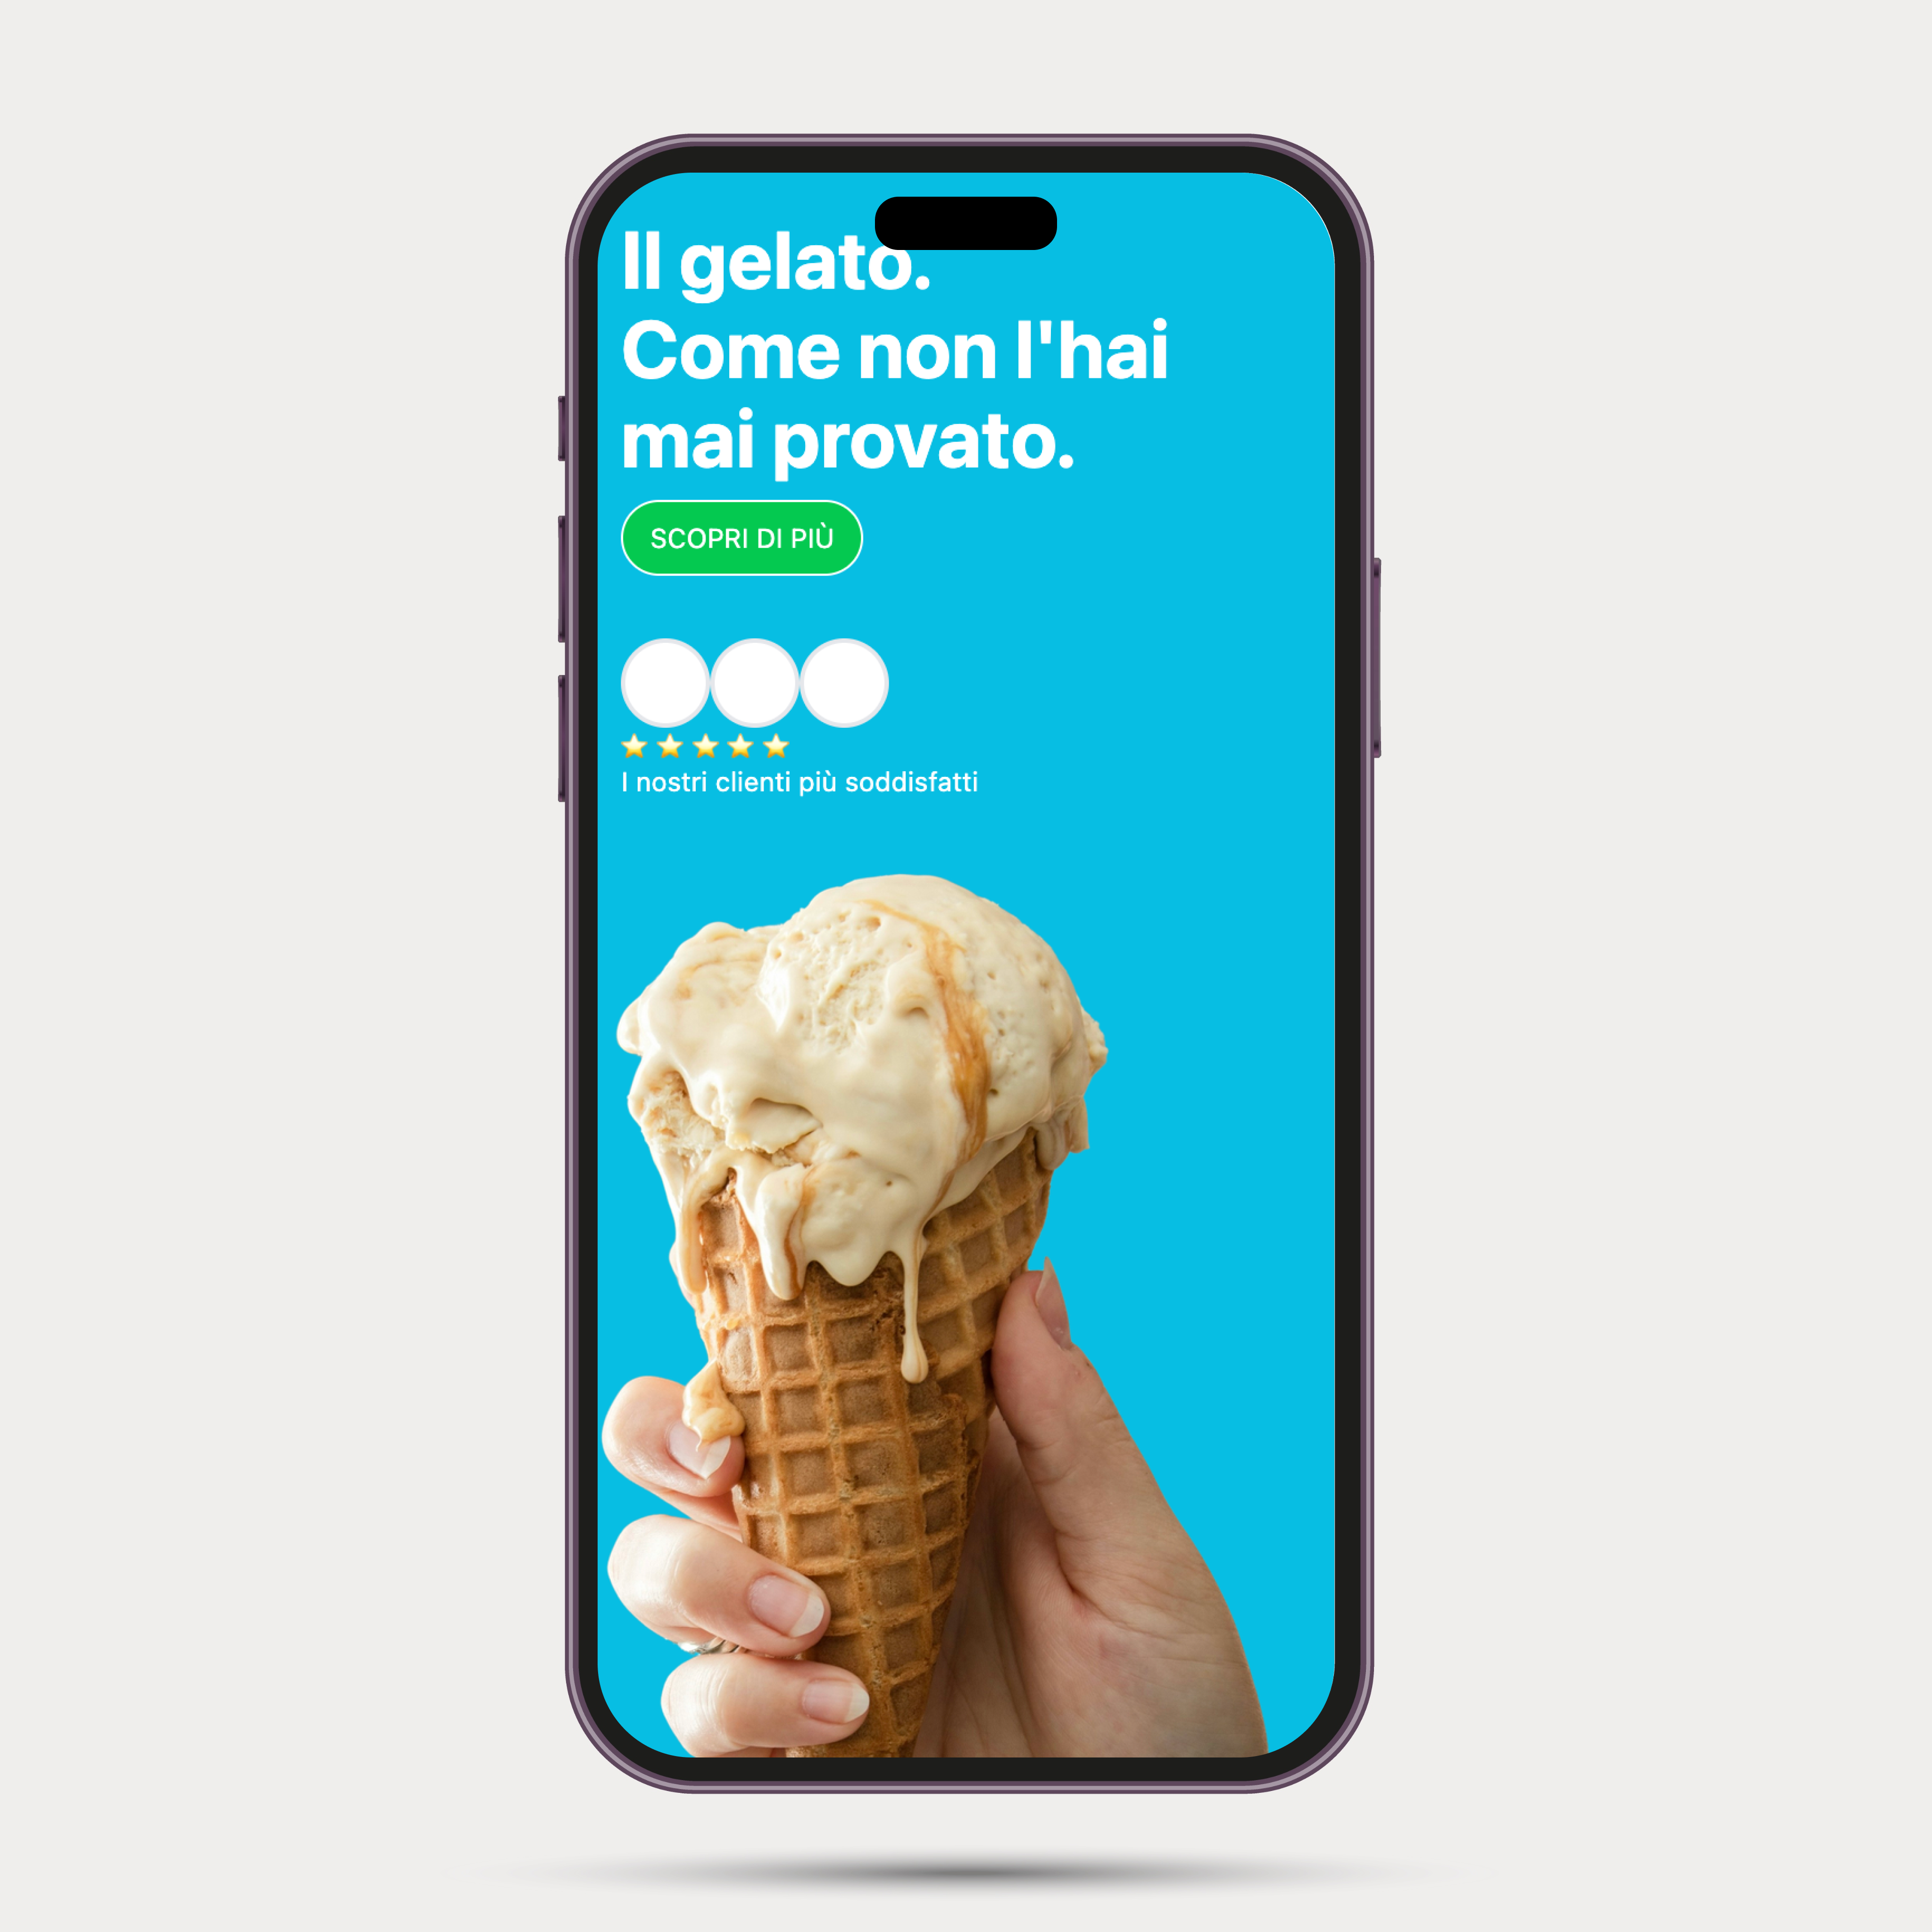 Il gelato.
Come non l'hai
mai provato.
SCOPRI DI PIÙ
⭐⭐⭐⭐⭐
I nostri clienti più soddisfatti